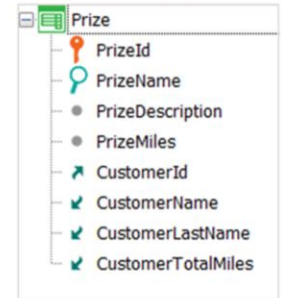 Prize
PrizeId
PrizeName
PrizeDescription
PrizeMiles
CustomerId
CustomerName
CustomerLastName
CustomerTotalMiles